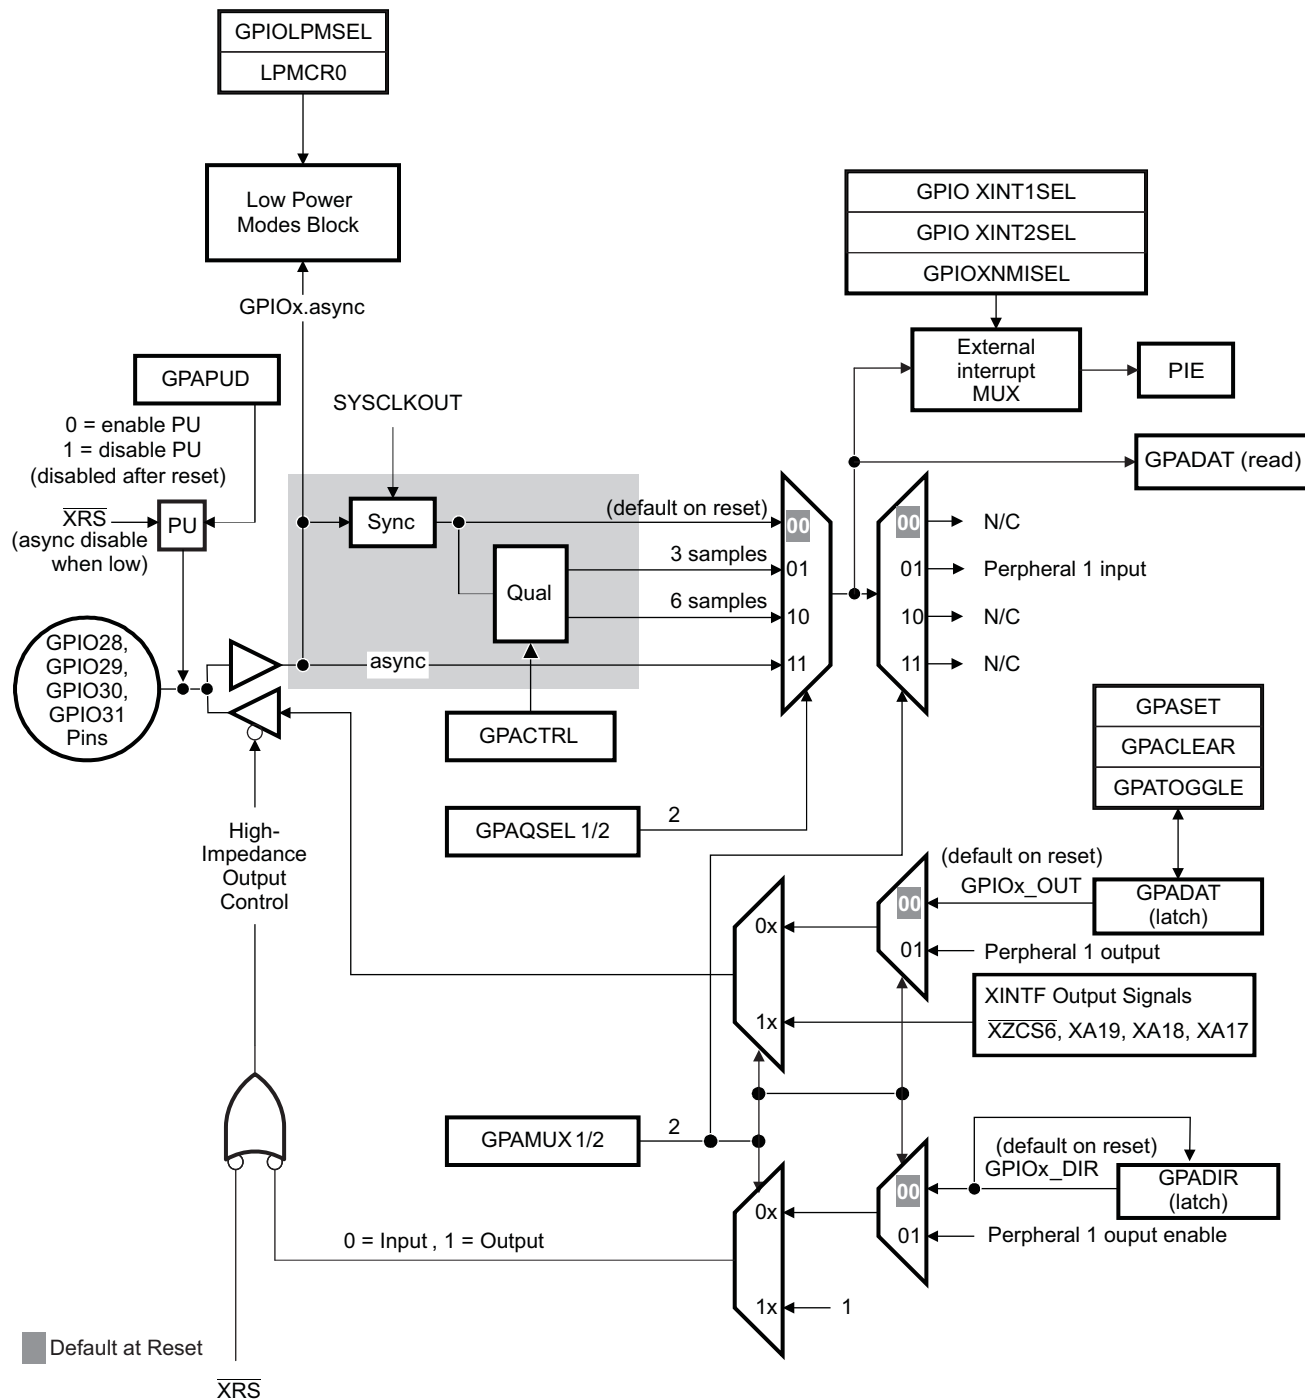 GPIOLPMSEL
LPMCR0
Low Power
Modes Block
GPIOx.async
GPIO XINT1SEL
GPIO XINT2SEL
GPIOXNMISEL
External
interrupt
MUX
PIE
GPAPUD
0 = enable PU
1 = disable PU
(disabled after reset)
XRS
(async disable
when low)
PU
SYSCLKOUT
Sync
Qual
(default on reset)
3 samples
6 samples
async
00
01
10
11
00
01
10
11
GPADAT (read)
N/C
Perpheral 1 input
N/C
N/C
GPIO28,
GPIO29,
GPIO30,
GPIO31
Pins
GPACTRL
GPAQSEL 1/2
2
GPASET
GPACLEAR
GPATOGGLE
High-
Impedance
Output
Control
(default on reset)
GPIOx_OUT
GPADAT
(latch)
00
01
Perpheral 1 output
0x
1x
XINTF Output Signals
XZCS6, XA19, XA18, XA17
GPAMUX 1/2
2
(default on reset)
GPIOx_DIR
GPADIR
(latch)
00
01
Perpheral 1 ouput enable
0x
1x
1
0 = Input , 1 = Output
Default at Reset
XRS